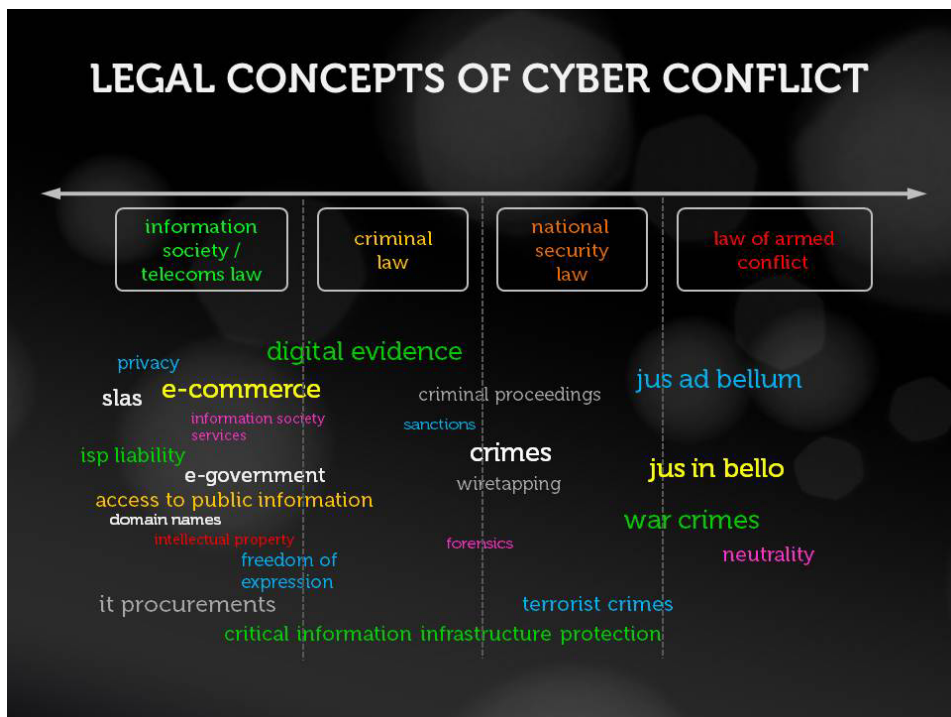 LEGAL CONCEPTS OF CYBER CONFLICT
information
society /
telecoms law
criminal
law
national
security
law
law of armed
conflict
digital evidence
privacy
jus ad bellum
e-commerce
slas
criminal proceedings
information society
services
sanctions
isp liability
crimes
jus in bello
e-government
wiretapping
access to public information
domain names
war crimes
intellectual property
forensics
neutrality
freedom of
expression
it procurements
terrorist crimes
critical information infrastructure protection